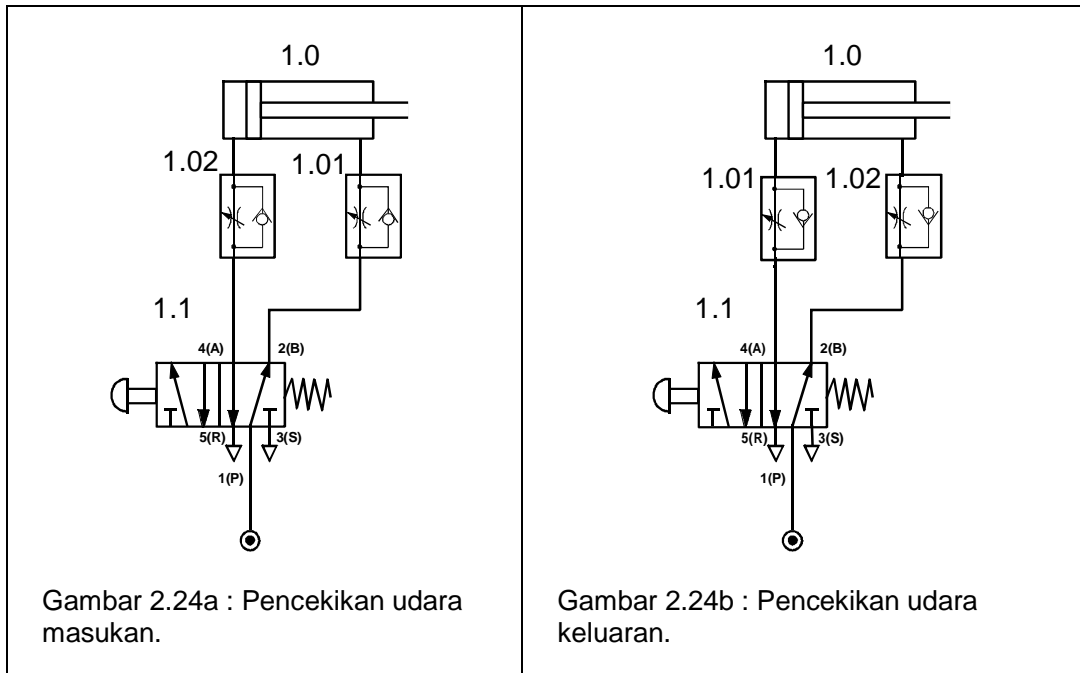 1.0
1.02 1.01
1.1
4(A) 2(B)
5(R) 3(S)
1(P)
Gambar 2.24a : Pencekikan udara
masukan.
1.0
1.01 1.02
1.1
4(A) 2(B)
5(R) 3(S)
1(P)
Gambar 2.24b : Pencekikan udara
keluaran.